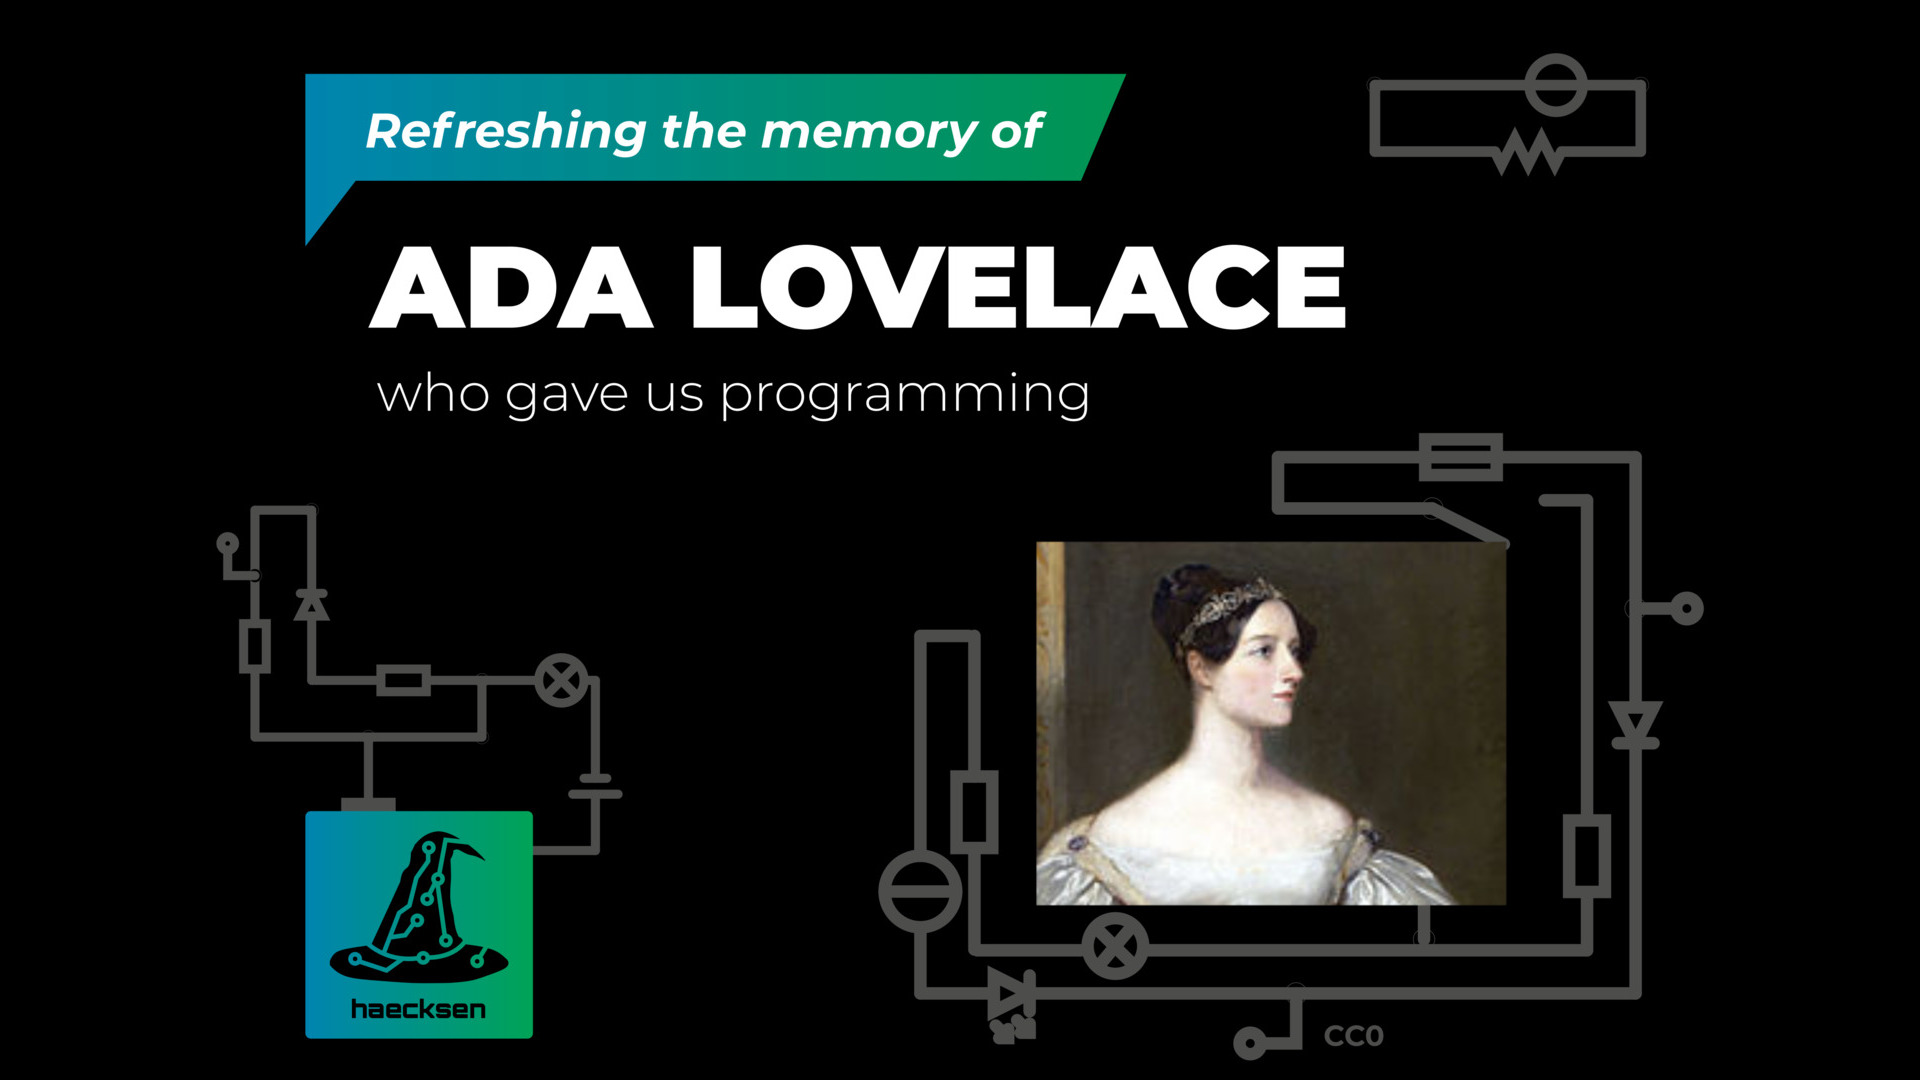 Refreshing the memory of
ADA LOVELACE
who gave us programming
haecksen
CC0